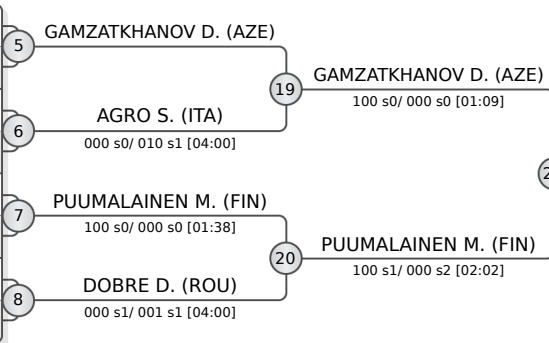 5
GAMZATKHANOV D. (AZE)
6
AGRO S. (ITA)
000 s0/ 010 s1 [04:00]
19
GAMZATKHANOV D. (AZE)
100 s0/ 000 s0 [01:09]
7
PUUMALAINEN M. (FIN)
100 s0/ 000 s0 [01:38]
8
DOBRE D. (ROU)
000 s1/ 001 s1 [04:00]
20
PUUMALAINEN M. (FIN)
100 s1/ 000 s2 [02:02]